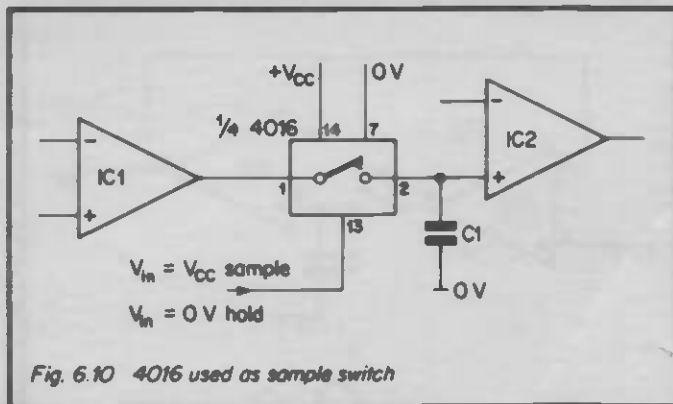 +VCC 0 V
¼ 4016 14 7
- -
IC1 1 2 IC2
+ +
13 C1
Vin = VCC sample
Vin = 0 V hold 0 V
Fig. 6.10 4016 used as sample switch